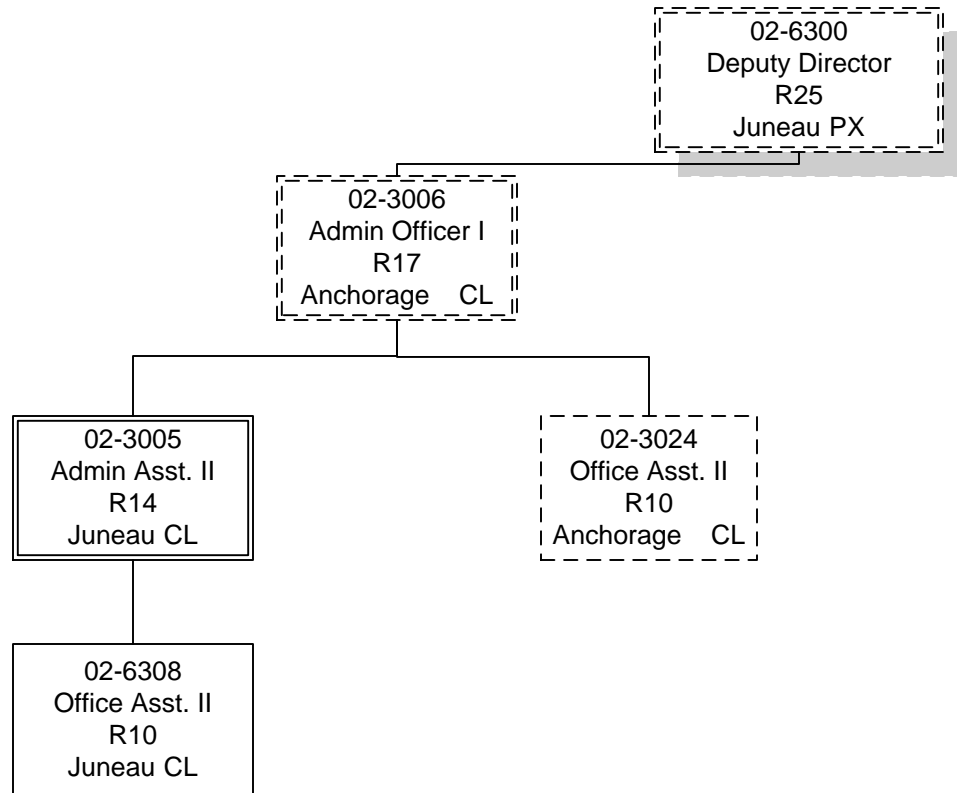 02-6300
Deputy Director
R25
Juneau PX
02-3006
Admin Officer I
R17
Anchorage CL
02-3005
Admin Asst. II
R14
Juneau CL
02-3024
Office Asst. II
R10
Anchorage CL
02-6308
Office Asst. II
R10
Juneau CL